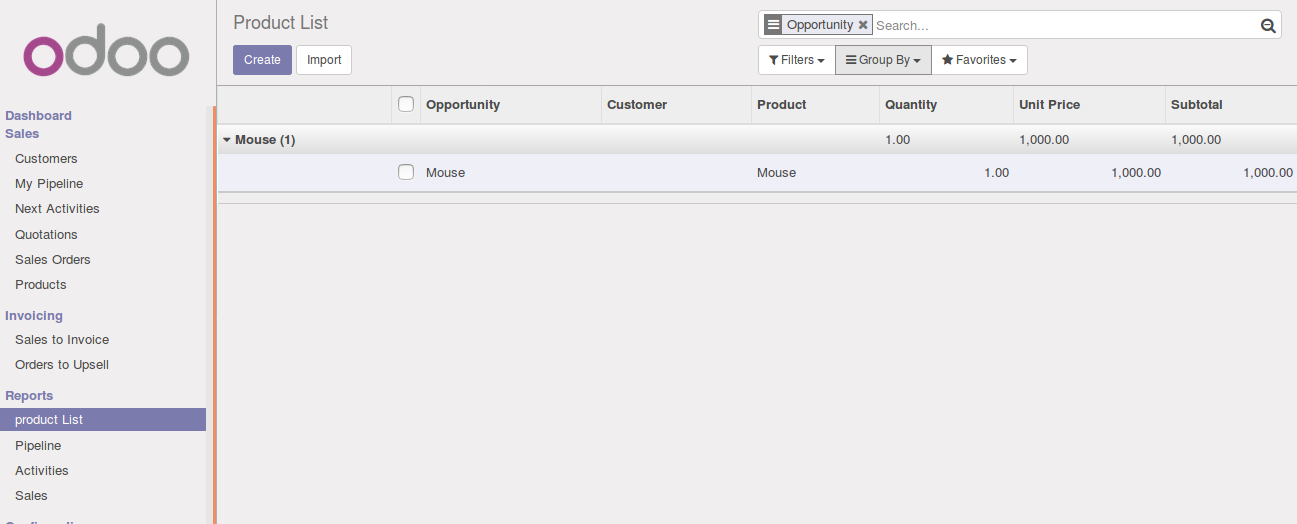 odoo
Dashboard
Sales
Customers
My Pipeline
Next Activities
Quotations
Sales Orders
Products
Invoicing
Sales to Invoice
Orders to Upsell
Reports
product List
Pipeline
Activities
Sales
Product List
Opportunity Search...
Create Import
Filters Group By Favorites
Opportunity Customer Product Quantity Unit Price Subtotal
Mouse (1) 1.00 1,000.00 1,000.00
Mouse Mouse 1.00 1,000.00 1,000.00